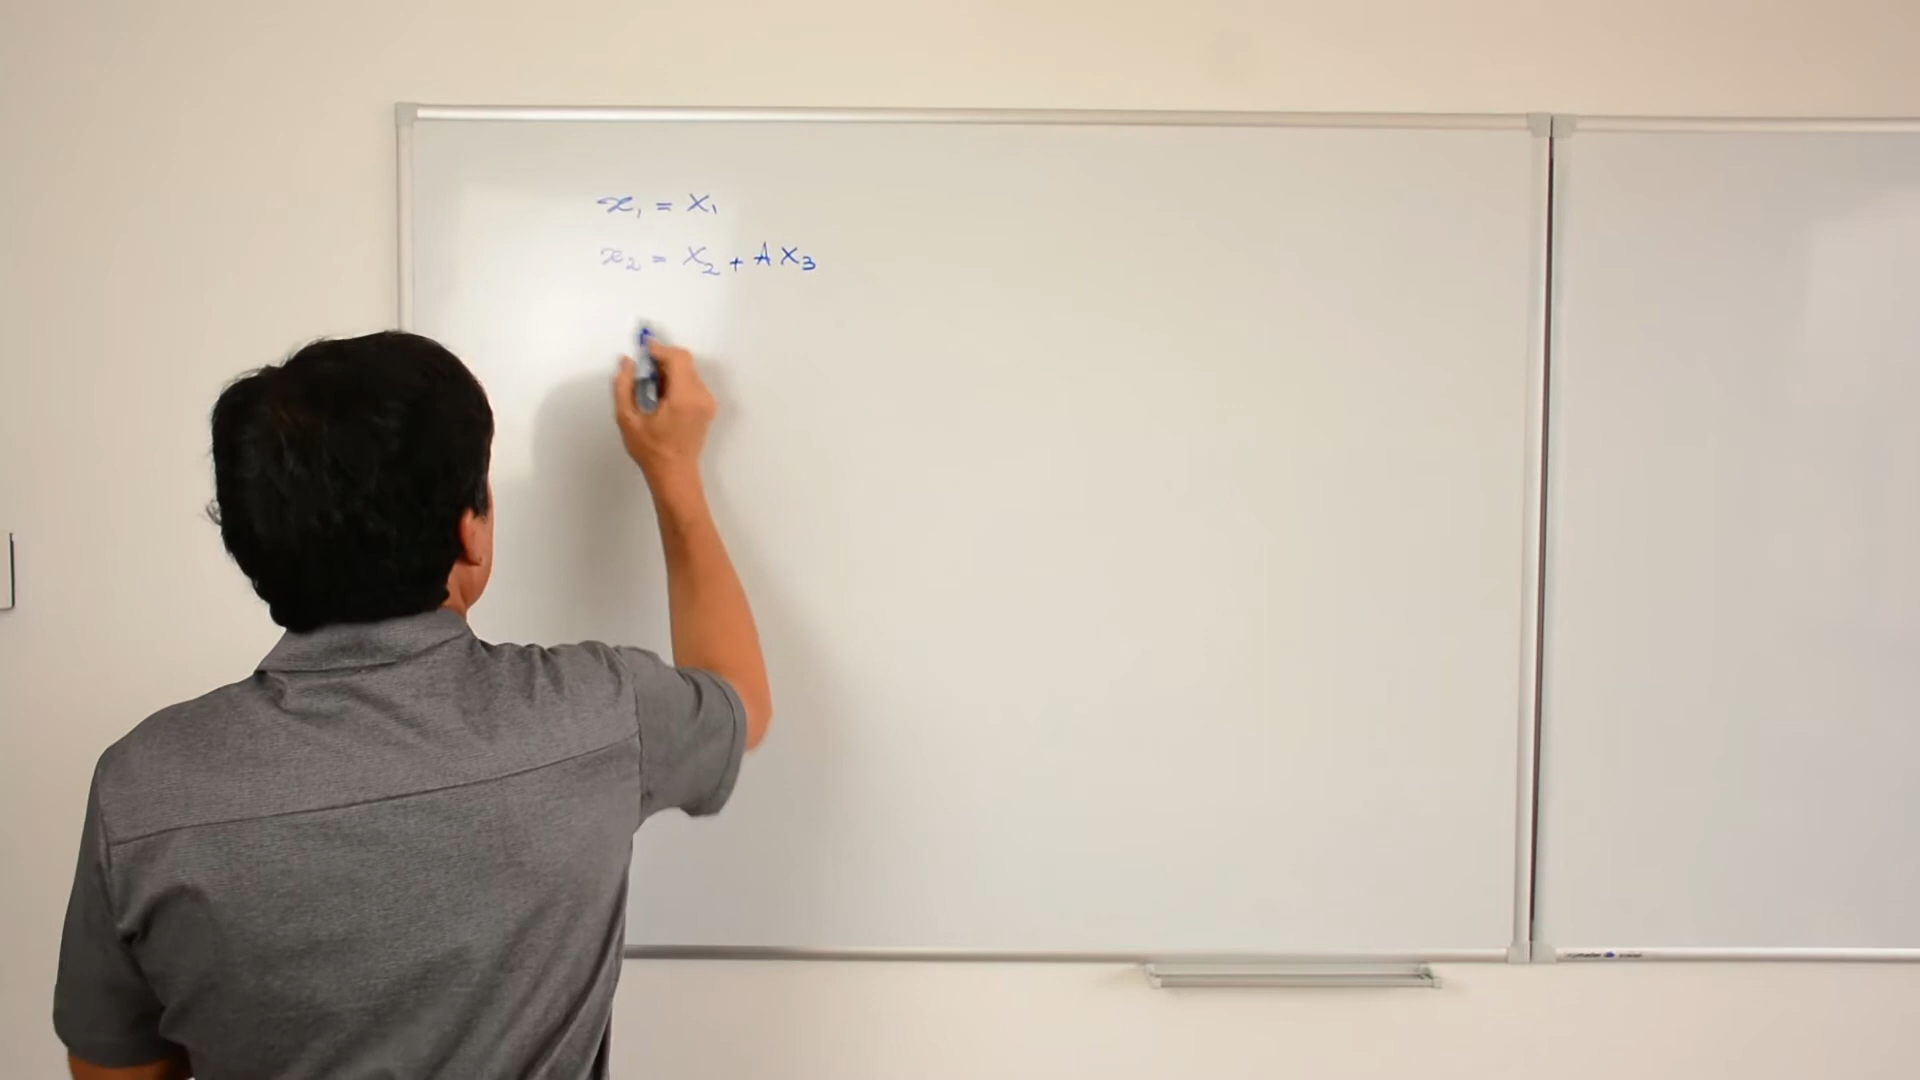 x₁ = X₁
x₂ = X₂ + A X₃